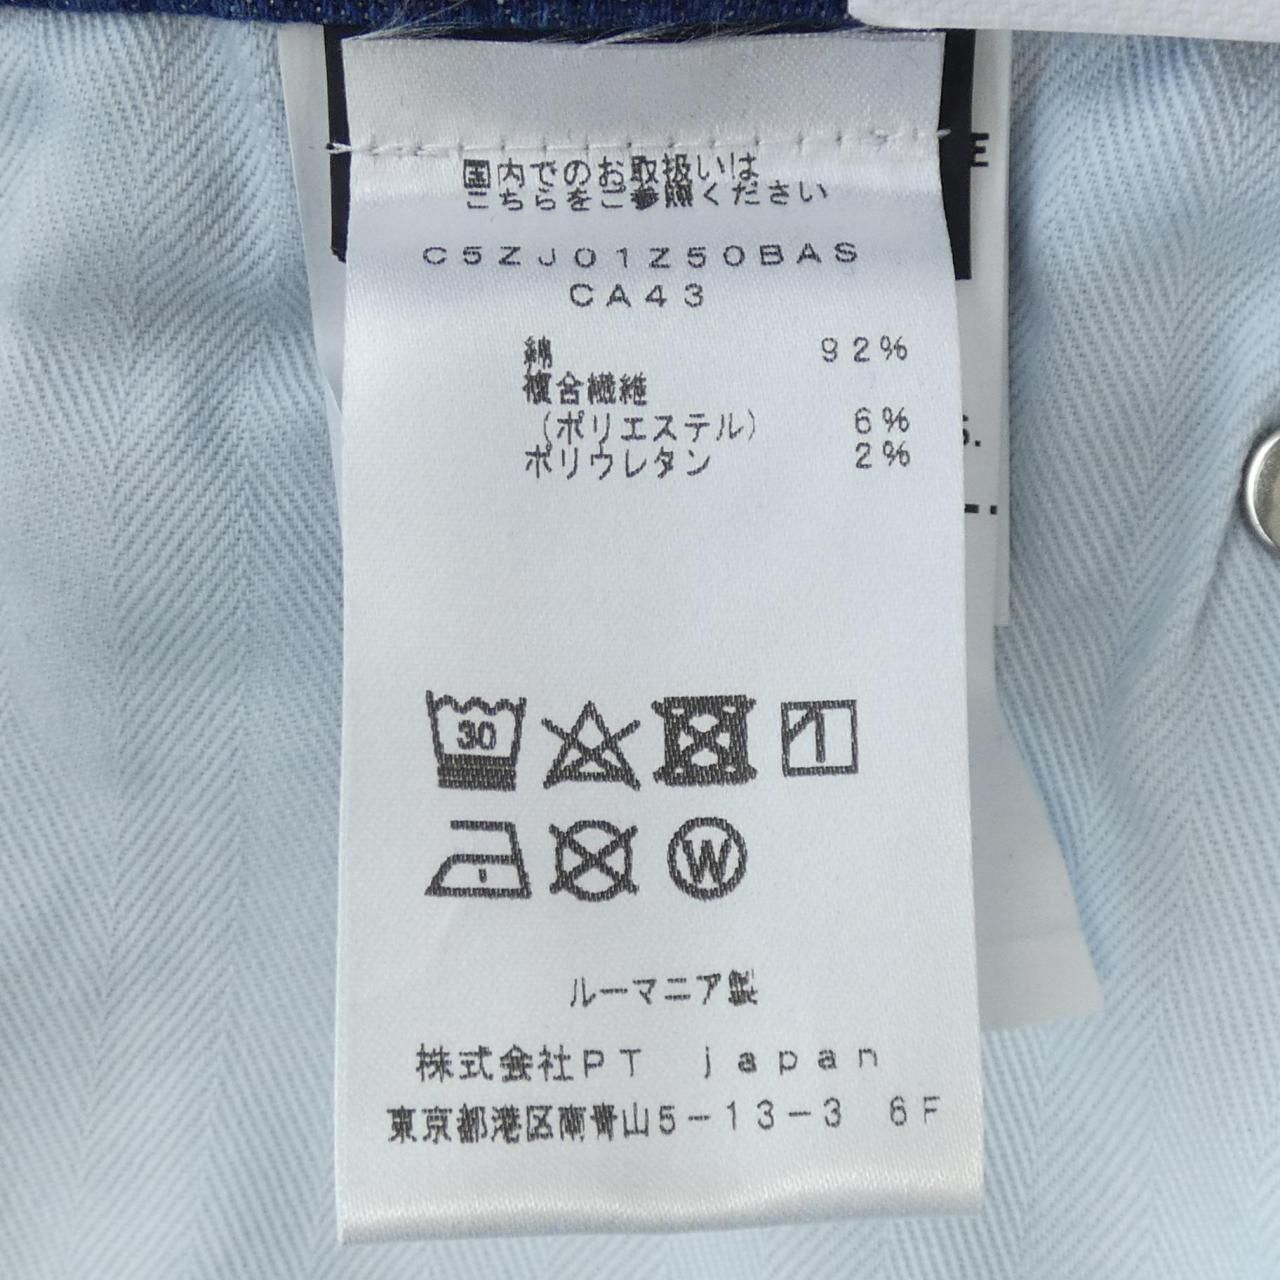 国内でのお取扱いは
こちらをご参照ください
C5ZJ01Z50BAS
CA43
綿 92%
複合繊維
(ポリエステル) 6%
ポリウレタン 2%
30
W
ルーマニア製
株式会社PT japan
東京都港区南青山5-13-3 6F